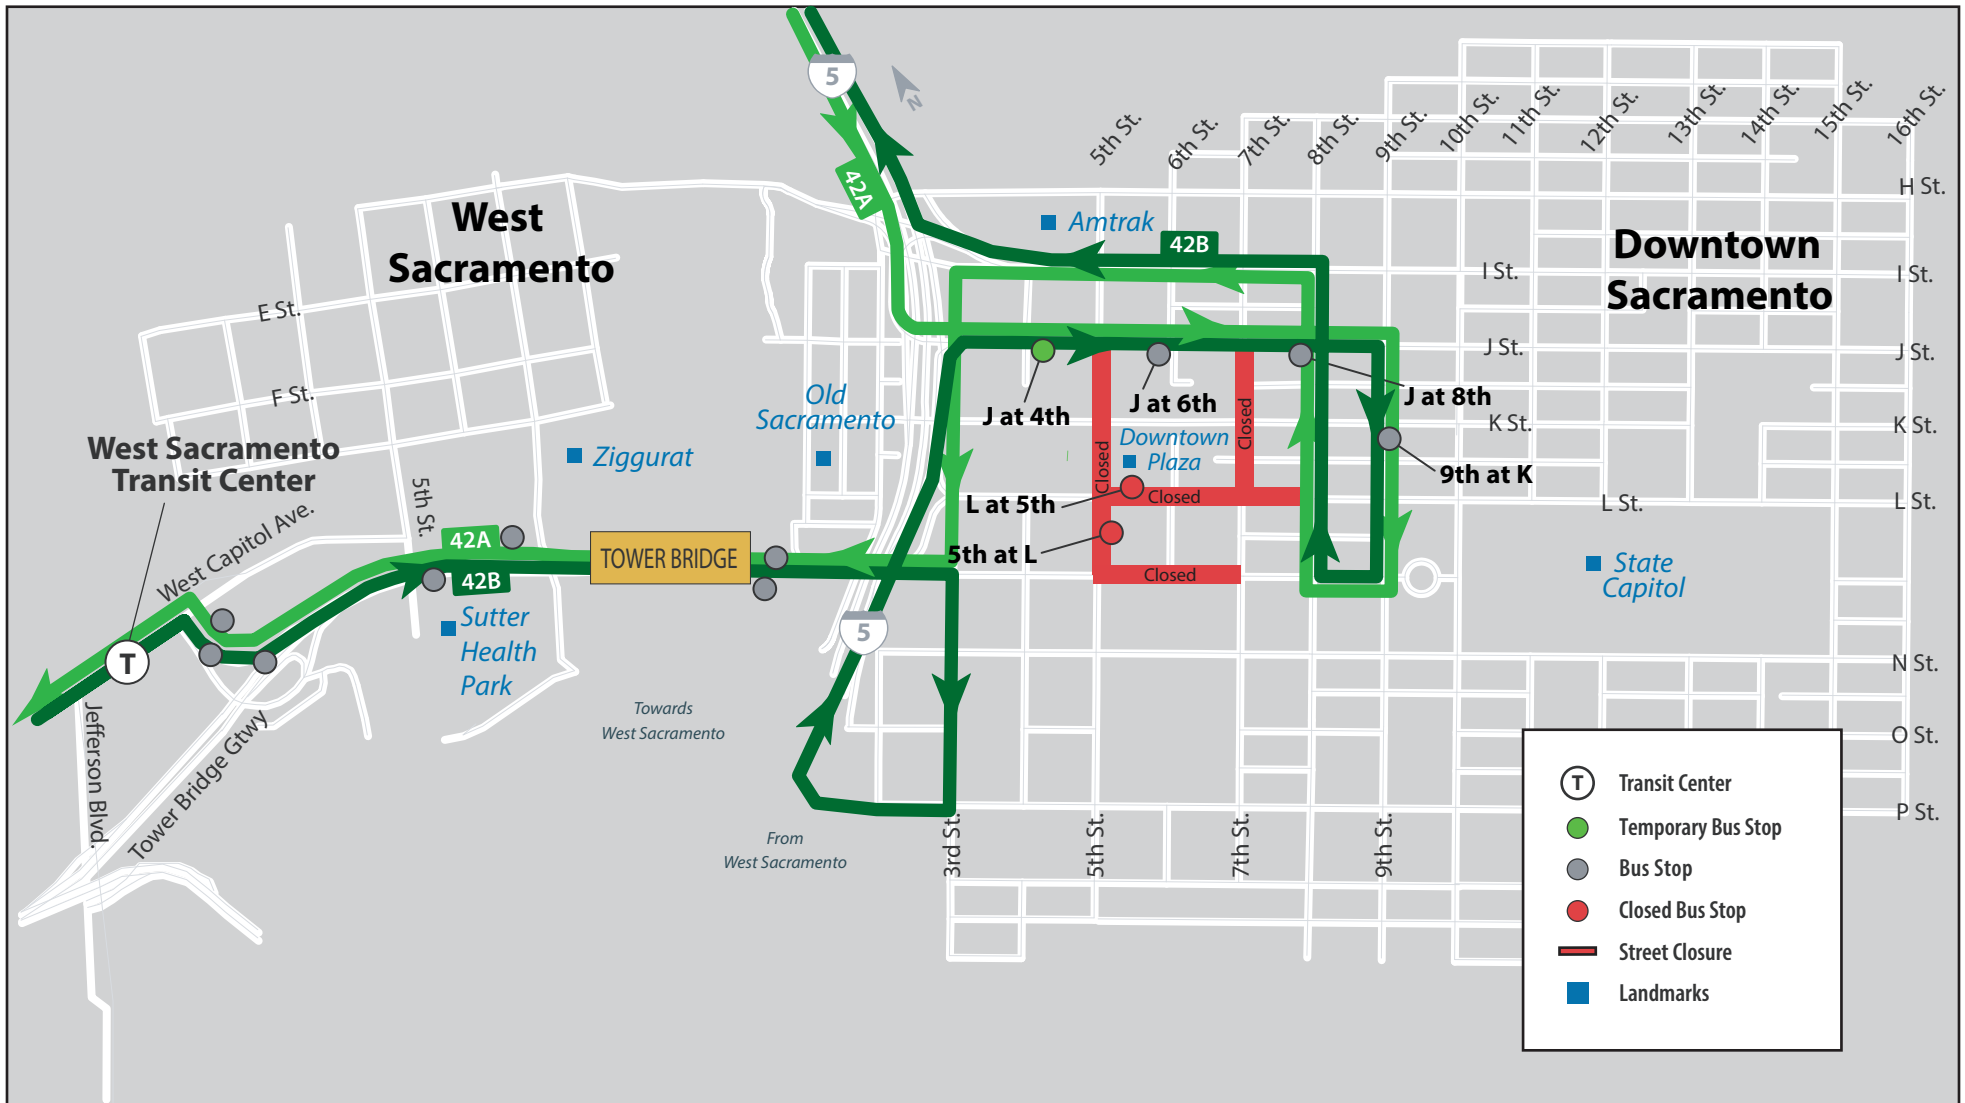 5
N
42A
5th St.
6th St.
7th St.
8th St.
9th St.
10th St.
11th St.
12th St.
13th St.
14th St.
15th St.
16th St.
H St.
West
Sacramento
Amtrak
42B
Downtown
Sacramento
I St.
I St.
E St.
J St.
J St.
F St.
Old
Sacramento
J at 4th
J at 6th
J at 8th
Closed
Closed
Downtown
Plaza
K St.
K St.
West Sacramento
Transit Center
Ziggurat
9th at K
L at 5th
Closed
L St.
L St.
5th St.
West Capitol Ave.
42A
TOWER BRIDGE
5th at L
Closed
State
Capitol
42B
Sutter
Health
Park
5
T
N St.
Towards
West Sacramento
Jefferson Blvd.
Tower Bridge Gtwy
O St.
P St.
From
West Sacramento
3rd St.
5th St.
7th St.
9th St.
T
Transit Center
Temporary Bus Stop
Bus Stop
Closed Bus Stop
Street Closure
Landmarks